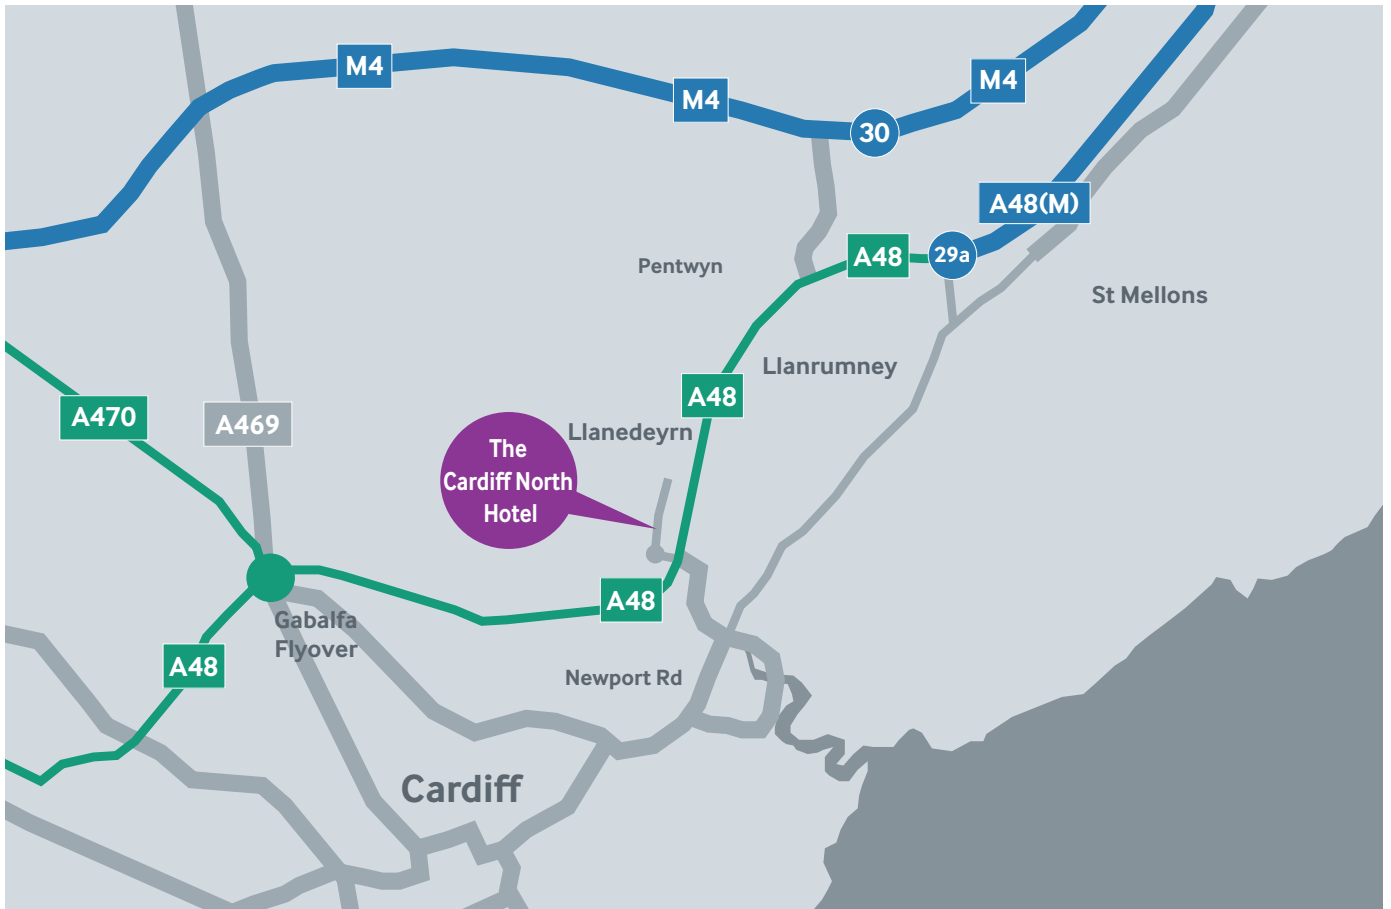 M4
M4
M4
30
A48(M)
A48
29a
Pentwyn
St Mellons
Llanrumney
A48
A470
A469
Llanedeyrn
The
Cardiff North
Hotel
A48
Gabalfa
Flyover
A48
Newport Rd
Cardiff